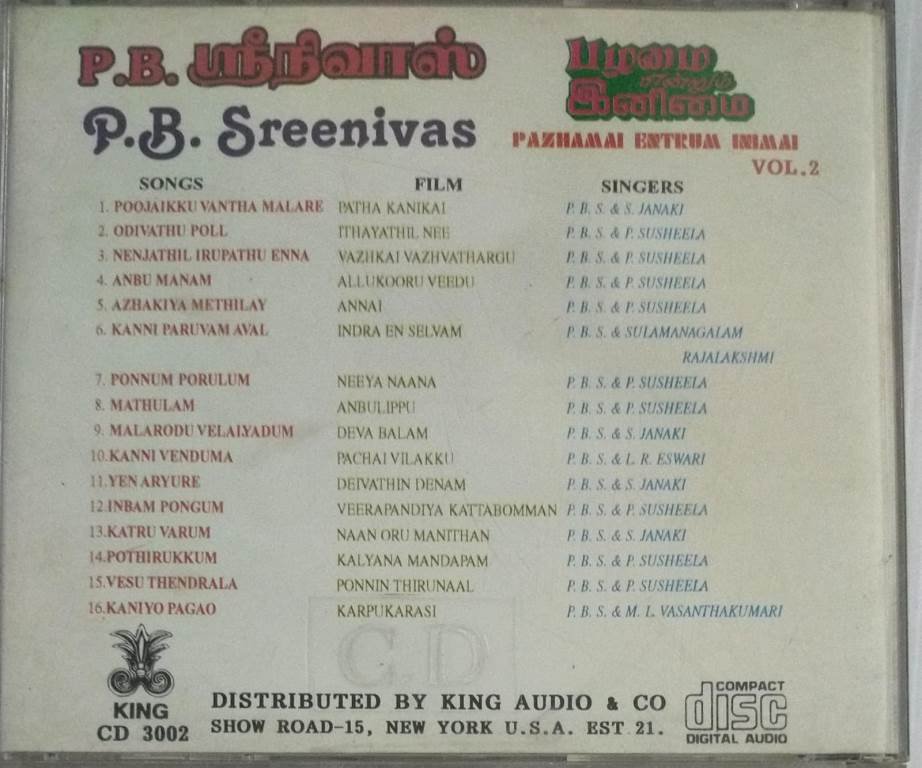 P.B. ஸ்ரீநிவாஸ்
P.B. Sreenivas
பழமை
என்றும்
இனிமை
PAZHAMAI ENTRUM INIMAI
VOL.2
SONGS FILM SINGERS
1. POOJAIKKU VANTHA MALARE PATHA KANIKAI P. B. S. & S. JANAKI
2. ODIVATHU POLL ITHAYATHIL NEE P. B. S. & P. SUSHEELA
3. NENJATHIL IRUPATHU ENNA VAZHKAI VAZHVATHARGU P. B. S. & P. SUSHEELA
4. ANBU MANAM ALLUKOORU VEEDU P. B. S. & P. SUSHEELA
5. AZHAKIYA METHILAY ANNAI P. B. S. & P. SUSHEELA
6. KANNI PARUVAM AVAL INDRA EN SELVAM P. B. S. & SULAMANAGALAM
RAJALAKSHMI
7. PONNUM PORULUM NEEYA NAANA P. B. S. & P. SUSHEELA
8. MATHULAM ANBULIPPU P. B. S. & P. SUSHEELA
9. MALARODU VELAIYADUM DEVA BALAM P. B. S. & S. JANAKI
10.KANNI VENDUMA PACHAI VILAKKU P. B. S. & L. R. ESWARI
11.YEN ARYURE DEIVATHIN DENAM P. B. S. & S. JANAKI
12.INBAM PONGUM VEERAPANDIYA KATTABOMMAN P. B. S. & P. SUSHEELA
13.KATRU VARUM NAAN ORU MANITHAN P. B. S. & S. JANAKI
14.POTHIRUKKUM KALYANA MANDAPAM P. B. S. & P. SUSHEELA
15.VESU THENDRALA PONNIN THIRUNAAL P. B. S. & P. SUSHEELA
16.KANIYO PAGAO KARPUKARASI P. B. S. & M. L. VASANTHAKUMARI
CD
KING
CD 3002
DISTRIBUTED BY KING AUDIO & CO
SHOW ROAD-15, NEW YORK U.S.A. EST 21.
COMPACT
disc
DIGITAL AUDIO